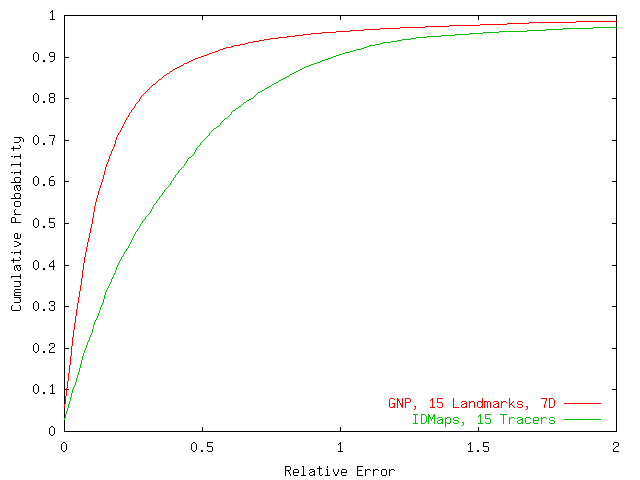 1
0.9
0.8
0.7
0.6
0.5
0.4
0.3
0.2
0.1
0
Cumulative Probability
GNP, 15 Landmarks, 7D
IDMaps, 15 Tracers
0 0.5 1 1.5 2
Relative Error